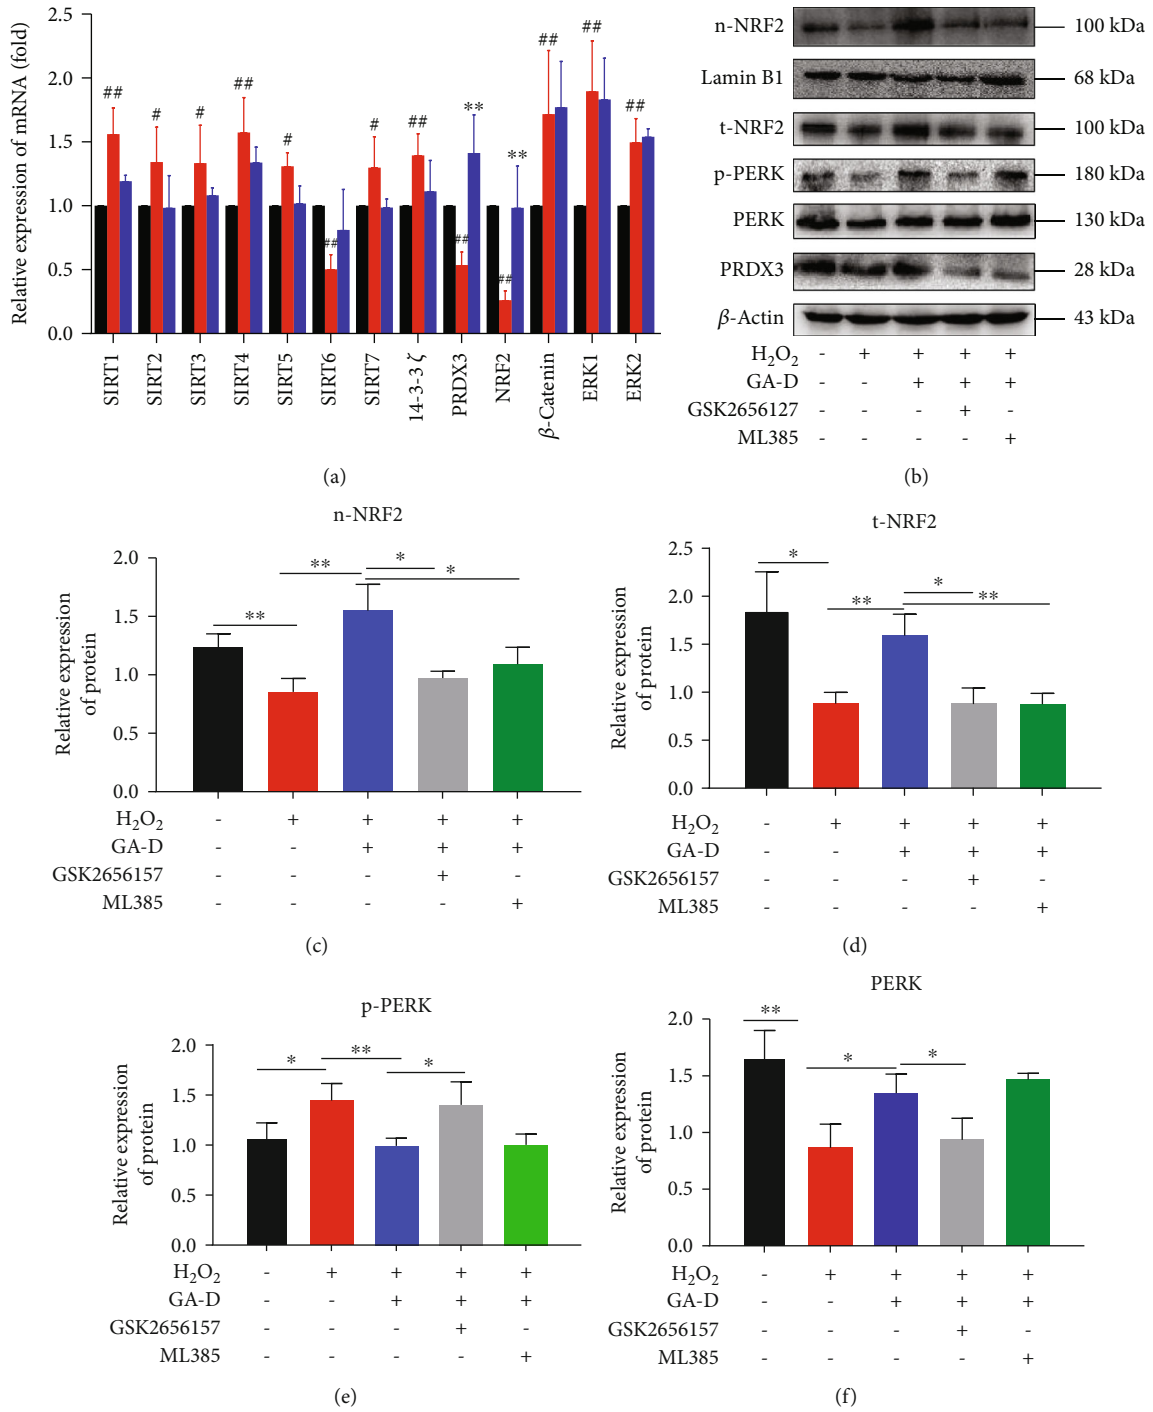 Relative expression of mRNA (fold)
2.5
2.0
1.5
1.0
0.5
0.0
## # # ## # ## # ## ## ** ## ** ## ## ##
SIRT1 SIRT2 SIRT3 SIRT4 SIRT5 SIRT6 SIRT7 14-3-3 ζ PRDX3 NRF2 β-Catenin ERK1 ERK2
(a)
n-NRF2 100 kDa
Lamin B1 68 kDa
t-NRF2 100 kDa
p-PERK 180 kDa
PERK 130 kDa
PRDX3 28 kDa
β-Actin 43 kDa
H₂O₂ - + + + +
GA-D - - + + +
GSK2656127 - - - + -
ML385 - - - - +
(b)
n-NRF2
Relative expression
of protein
2.0
1.5
1.0
0.5
0.0
** ** * *
H₂O₂ - + + + +
GA-D - - + + +
GSK2656157 - - - + -
ML385 - - - - +
(c)
t-NRF2
Relative expression
of protein
2.5
2.0
1.5
1.0
0.5
0.0
* ** * **
H₂O₂ - + + + +
GA-D - - + + +
GSK2656157 - - - + -
ML385 - - - - +
(d)
p-PERK
Relative expression
of protein
2.0
1.5
1.0
0.5
0.0
* ** *
H₂O₂ - + + + +
GA-D - - + + +
GSK2656157 - - - + -
ML385 - - - - +
(e)
PERK
Relative expression
of protein
2.0
1.5
1.0
0.5
0.0
** * *
H₂O₂ - + + + +
GA-D - - + + +
GSK2656157 - - - + -
ML385 - - - - +
(f)